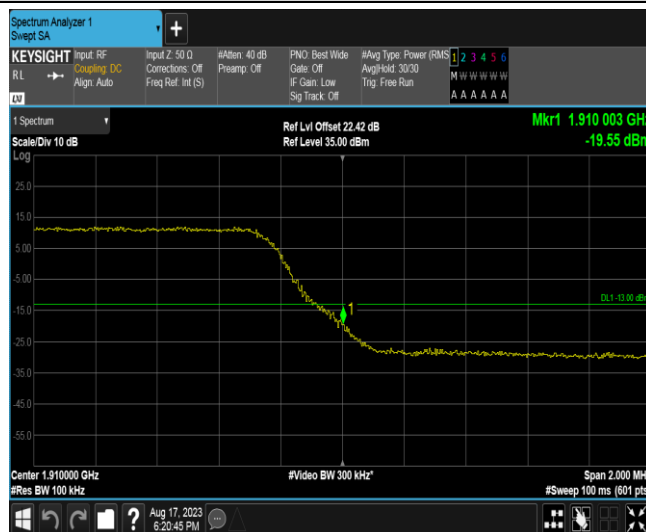 Spectrum Analyzer 1
Swept SA
KEYSIGHT Input: RF Input Z: 50 Ω #Atten: 40 dB PNO: Best Wide #Avg Type: Power (RMS 1 2 3 4 5 6
RL Coupling: DC Corrections: Off Preamp: Off Gate: Off Avg|Hold: 30/30 M W W W W W
Align: Auto Freq Ref: Int (S) IF Gain: Low Trig: Free Run
Sig Track: Off A A A A A A
LXI
1 Spectrum Ref Lvl Offset 22.42 dB Mkr1 1.910 003 GHz
Scale/Div 10 dB Ref Level 35.00 dBm -19.55 dBm
Log
25.0
15.0
5.00
-5.00
DL1 -13.00 dBm
1
-15.0
-25.0
-35.0
-45.0
-55.0
Center 1.910000 GHz #Video BW 300 kHz* Span 2.000 MH
#Res BW 100 kHz #Sweep 100 ms (601 pts
? Aug 17, 2023
6:20:45 PM